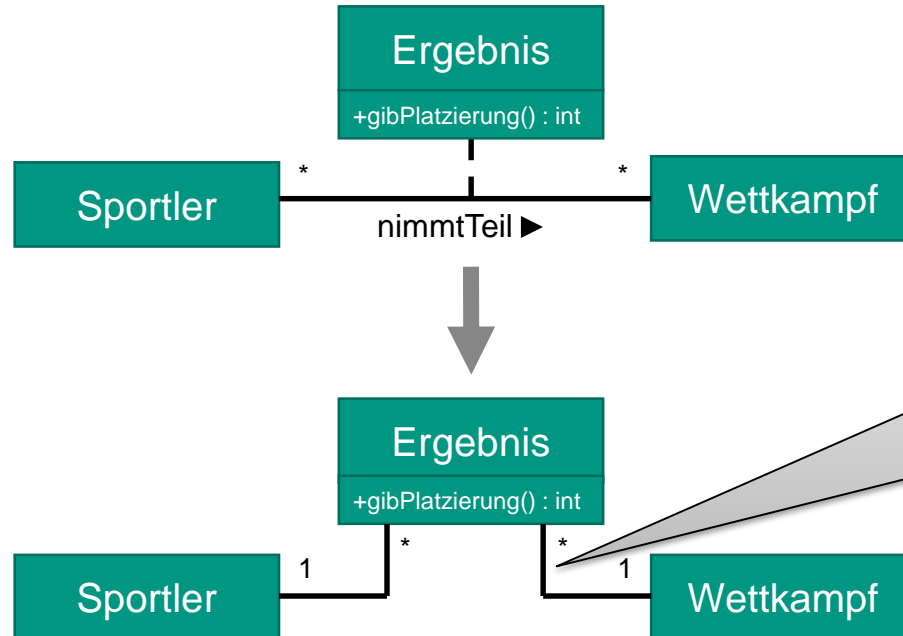 Ergebnis
+gibPlatzierung() : int
* *
Sportler
Wettkampf
nimmtTeil ►
Ergebnis
+gibPlatzierung() : int
* *
1 1
Sportler
Wettkampf